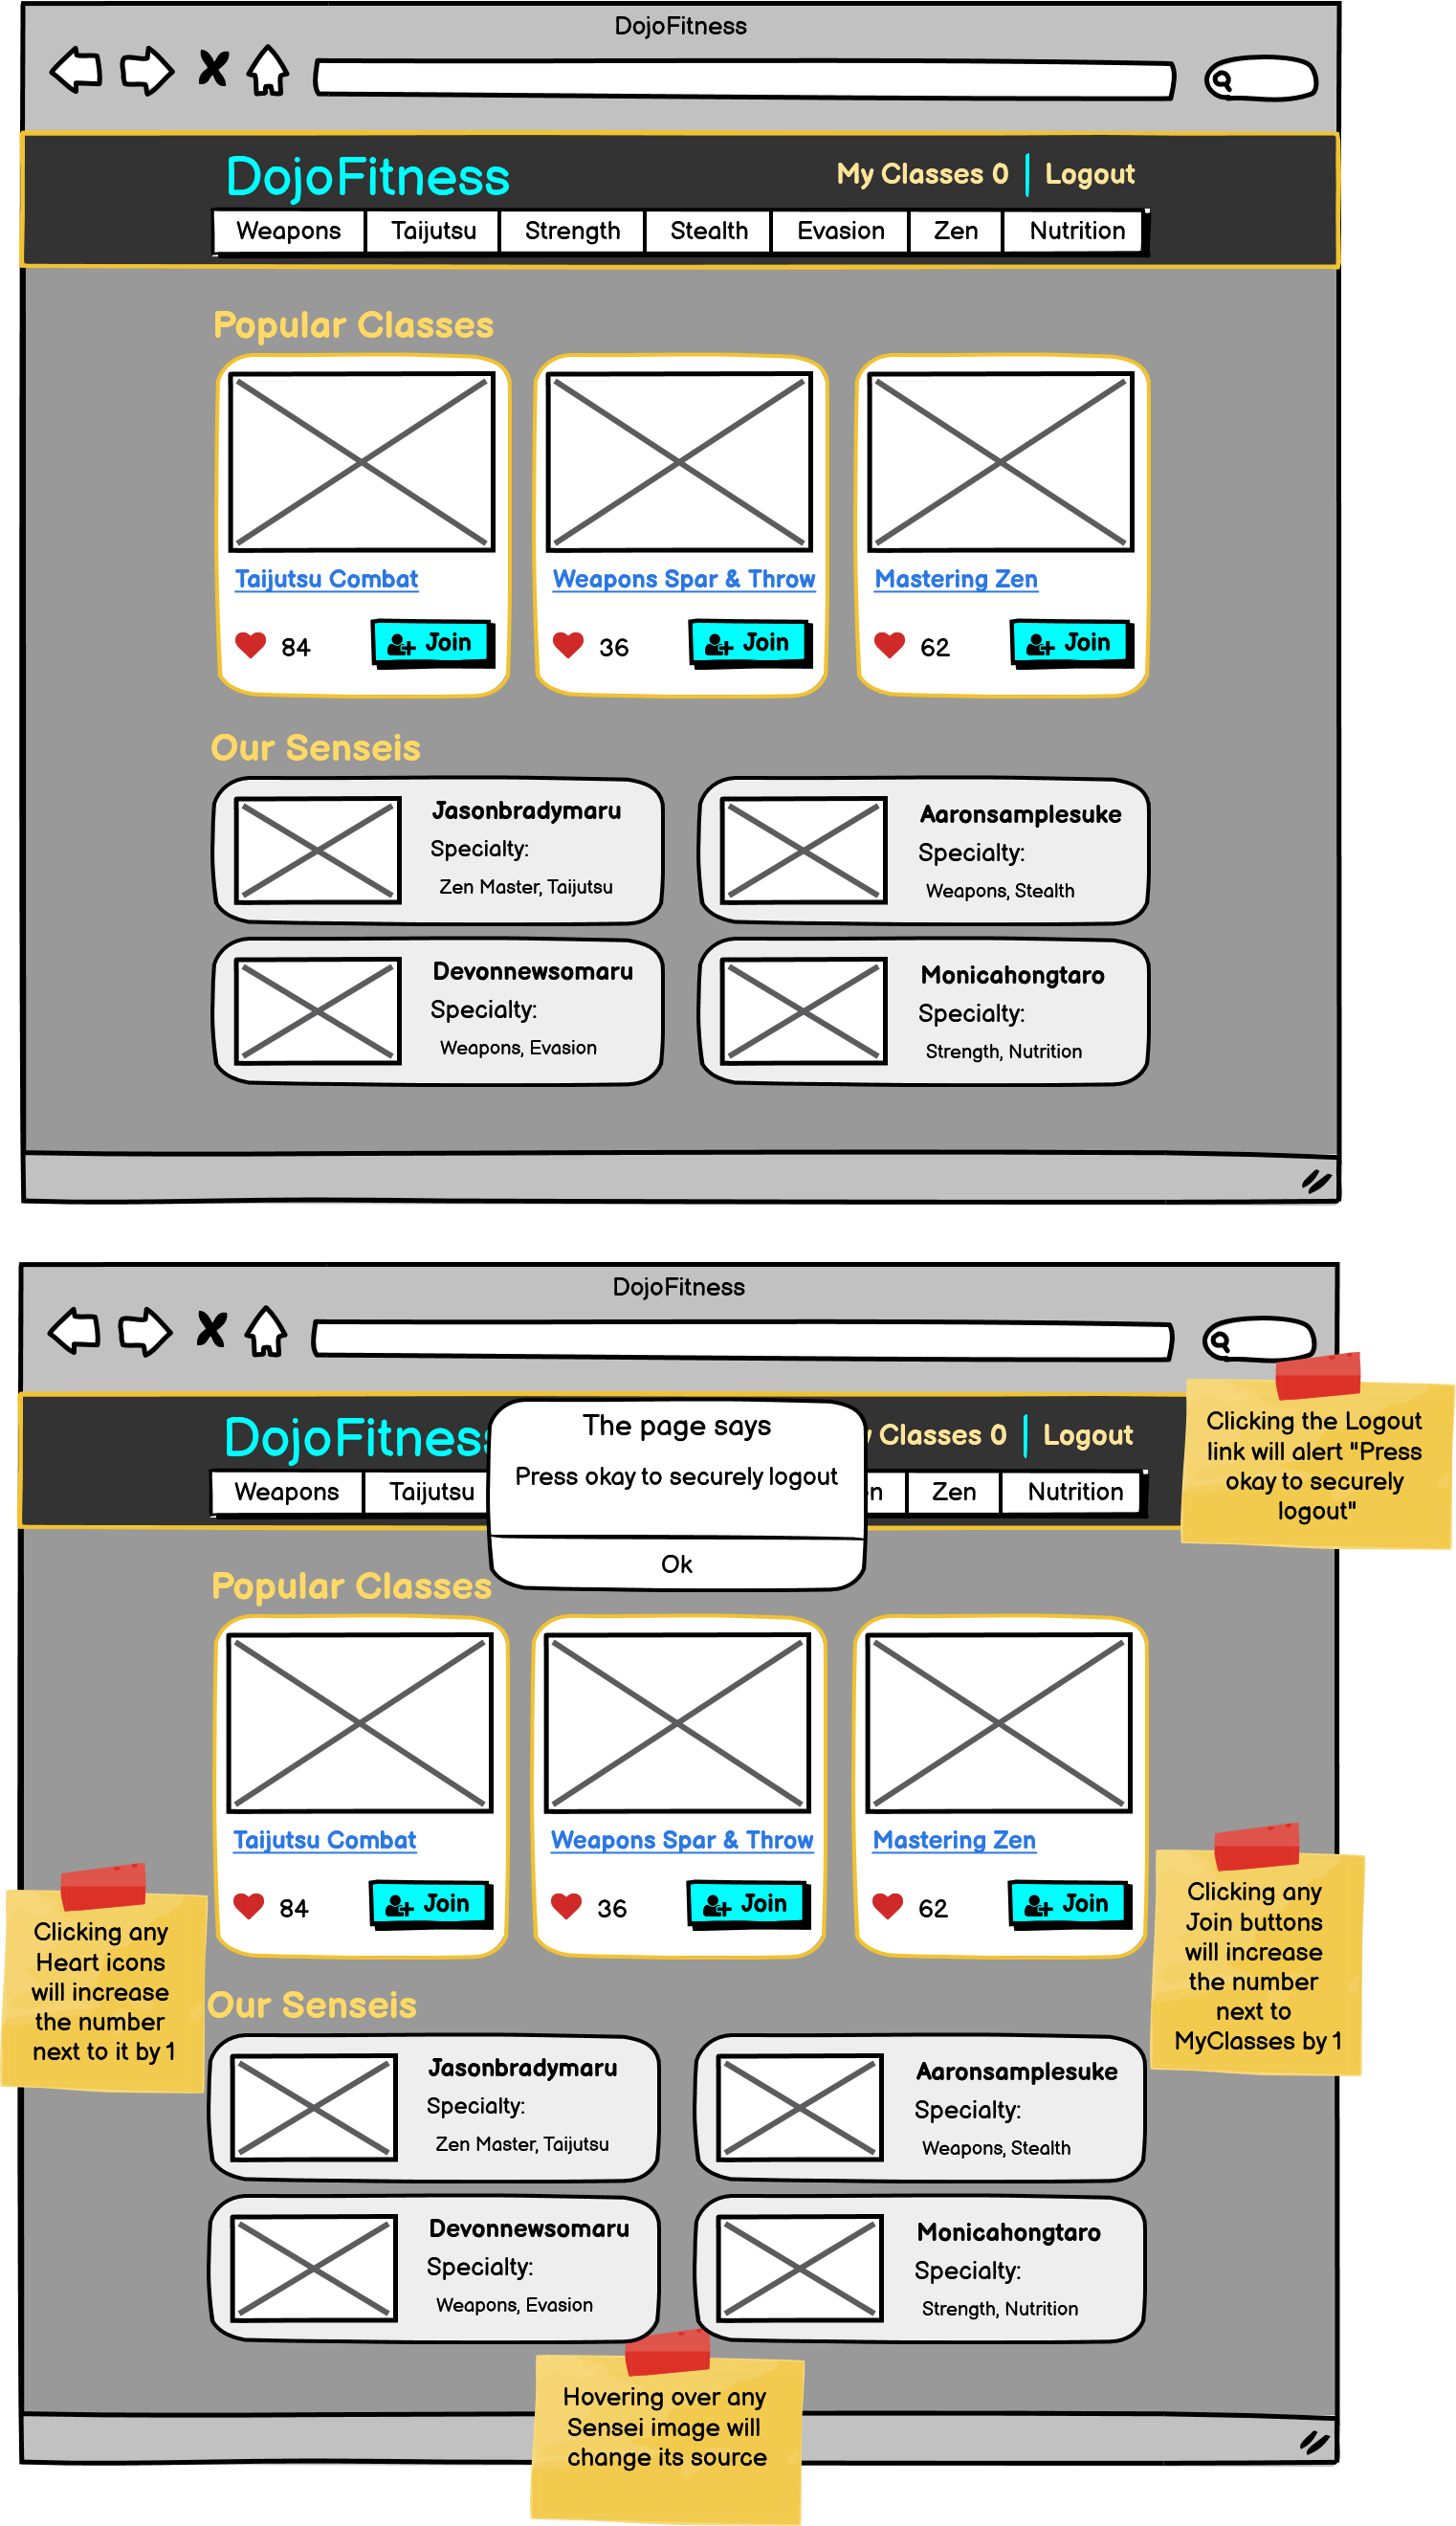 DojoFitness
DojoFitness
My Classes 0
Logout
Weapons
Taijutsu
Strength
Stealth
Evasion
Zen
Nutrition
Popular Classes
Taijutsu Combat
84
Join
Weapons Spar & Throw
36
Join
Mastering Zen
62
Join
Our Senseis
Jasonbradymaru
Specialty:
Zen Master, Taijutsu
Aaronsamplesuke
Specialty:
Weapons, Stealth
Devonnewsomaru
Specialty:
Weapons, Evasion
Monicahongtaro
Specialty:
Strength, Nutrition
DojoFitness
DojoFitness
y Classes 0
Logout
Weapons
Taijutsu
on
Zen
Nutrition
The page says
Press okay to securely logout
Ok
Clicking the Logout
link will alert "Press
okay to securely
logout"
Popular Classes
Taijutsu Combat
84
Join
Weapons Spar & Throw
36
Join
Mastering Zen
62
Join
Clicking any
Heart icons
will increase
the number
next to it by 1
Clicking any
Join buttons
will increase
the number
next to
MyClasses by 1
Our Senseis
Jasonbradymaru
Specialty:
Zen Master, Taijutsu
Aaronsamplesuke
Specialty:
Weapons, Stealth
Devonnewsomaru
Specialty:
Weapons, Evasion
Monicahongtaro
Specialty:
Strength, Nutrition
Hovering over any
Sensei image will
change its source